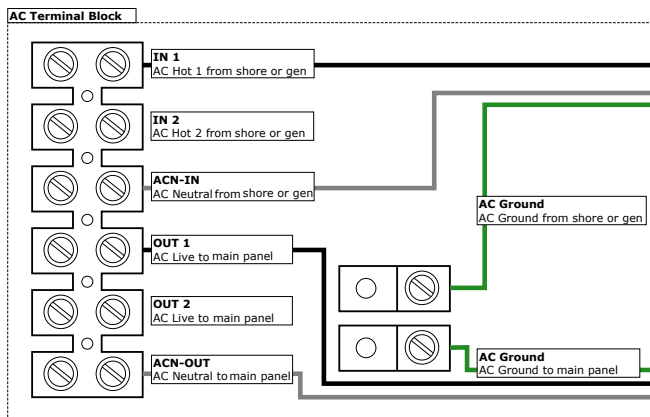 AC Terminal Block
IN 1
AC Hot 1 from shore or gen
IN 2
AC Hot 2 from shore or gen
ACN-IN
AC Neutral from shore or gen
AC Ground
AC Ground from shore or gen
OUT 1
AC Live to main panel
OUT 2
AC Live to main panel
ACN-OUT
AC Neutral to main panel
AC Ground
AC Ground to main panel